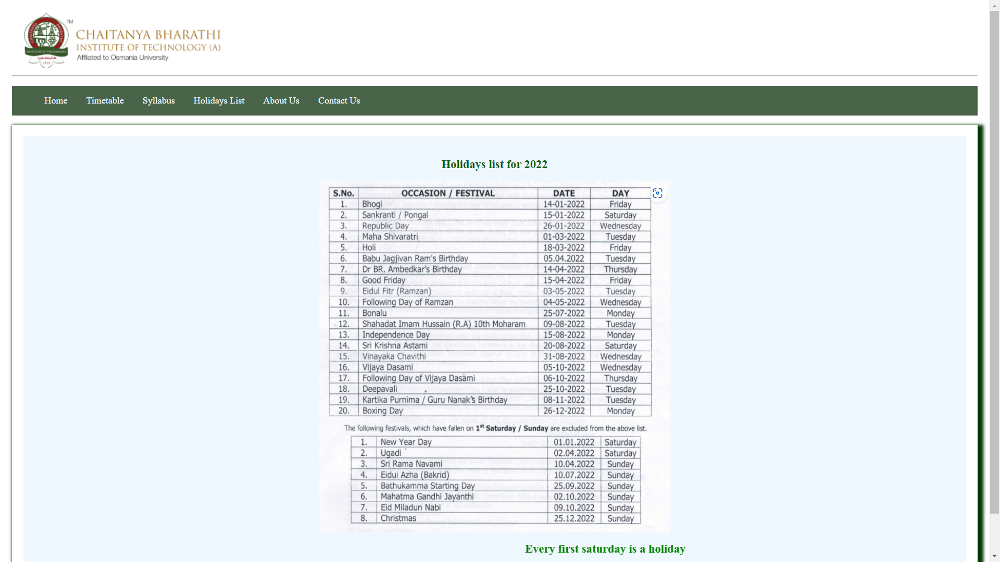 TM
CHAITANYA BHARATHI
INSTITUTE OF TECHNOLOGY (A)
Affliated to Osmania University
INSTITUTE OF TECHNOLOGY
1979
Home Timetable Syllabus Holidays List About Us Contact Us
Holidays list for 2022
S.No. OCCASION / FESTIVAL DATE DAY
1. Bhogi 14-01-2022 Friday
2. Sankranti / Pongal 15-01-2022 Saturday
3. Republic Day 26-01-2022 Wednesday
4. Maha Shivaratri 01-03-2022 Tuesday
5. Holi 18-03-2022 Friday
6. Babu Jagjivan Ram's Birthday 05.04.2022 Tuesday
7. Dr BR. Ambedkar's Birthday 14-04-2022 Thursday
8. Good Friday 15-04-2022 Friday
9. Eidul Fitr (Ramzan) 03-05-2022 Tuesday
10. Following Day of Ramzan 04-05-2022 Wednesday
11. Bonalu 25-07-2022 Monday
12. Shahadat Imam Hussain (R.A) 10th Moharam 09-08-2022 Tuesday
13. Independence Day 15-08-2022 Monday
14. Sri Krishna Astami 20-08-2022 Saturday
15. Vinayaka Chavithi 31-08-2022 Wednesday
16. Vijaya Dasami 05-10-2022 Wednesday
17. Following Day of Vijaya Dasami 06-10-2022 Thursday
18. Deepavali 25-10-2022 Tuesday
19. Kartika Purnima / Guru Nanak's Birthday 08-11-2022 Tuesday
20. Boxing Day 26-12-2022 Monday
The following festivals, which have fallen on 1st Saturday / Sunday are excluded from the above list.
1. New Year Day 01.01.2022 Saturday
2. Ugadi 02.04.2022 Saturday
3. Sri Rama Navami 10.04.2022 Sunday
4. Eidul Azha (Bakrid) 10.07.2022 Sunday
5. Bathukamma Starting Day 25.09.2022 Sunday
6. Mahatma Gandhi Jayanthi 02.10.2022 Sunday
7. Eid Miladun Nabi 09.10.2022 Sunday
8. Christmas 25.12.2022 Sunday
Every first saturday is a holiday